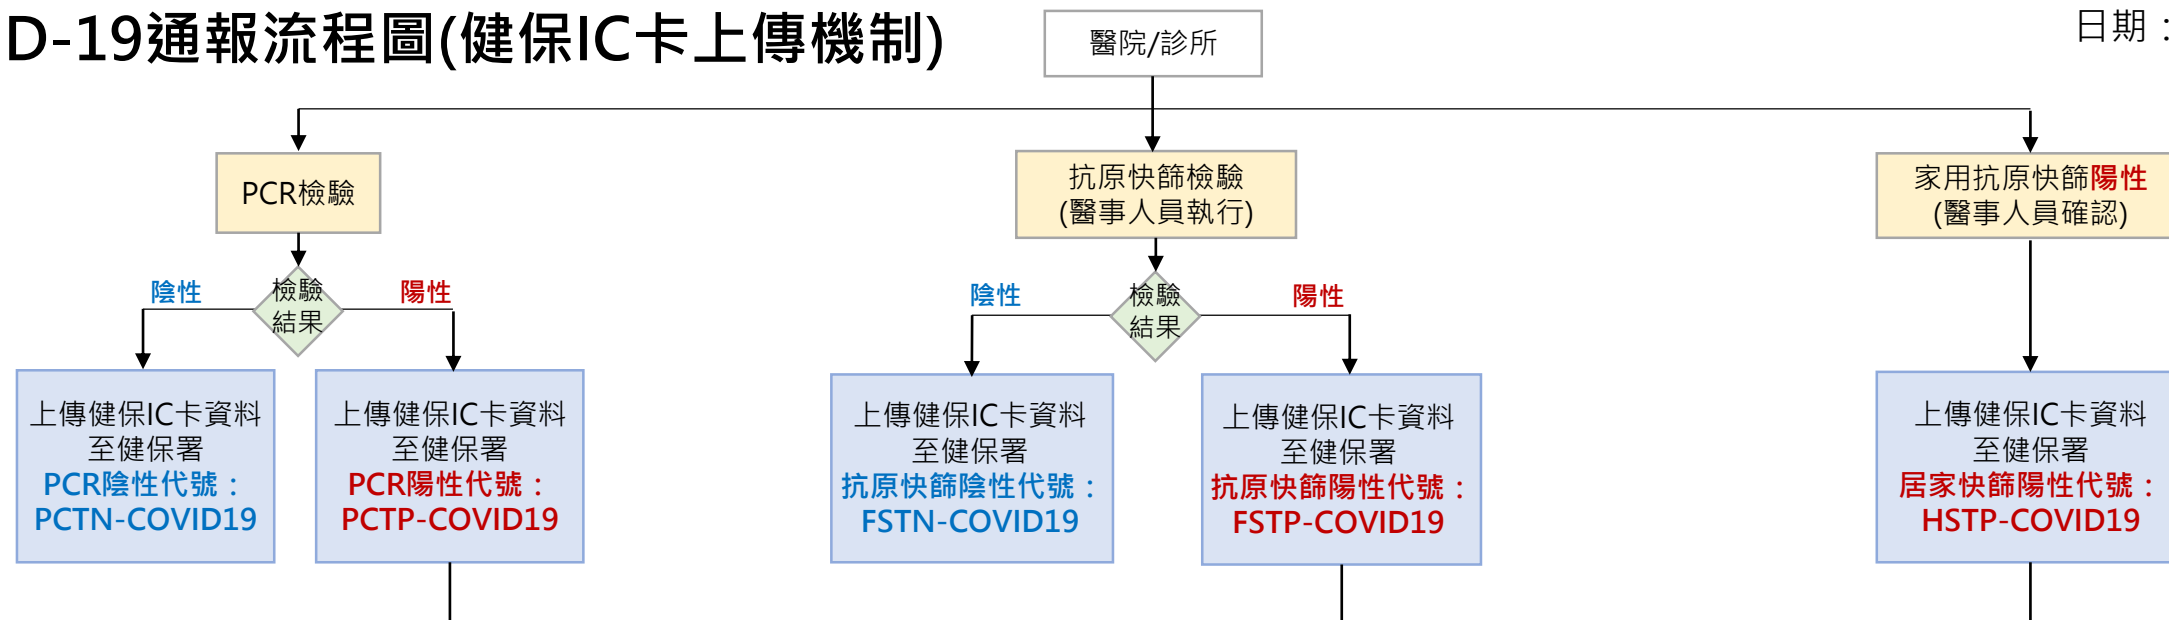 D-19通報流程圖(健保IC卡上傳機制)
日期：
醫院/診所
PCR檢驗
抗原快篩檢驗
(醫事人員執行)
家用抗原快篩陽性
(醫事人員確認)
陰性
檢驗
結果
陽性
陰性
檢驗
結果
陽性
上傳健保IC卡資料
至健保署
PCR陰性代號：
PCTN-COVID19
上傳健保IC卡資料
至健保署
PCR陽性代號：
PCTP-COVID19
上傳健保IC卡資料
至健保署
抗原快篩陰性代號：
FSTN-COVID19
上傳健保IC卡資料
至健保署
抗原快篩陽性代號：
FSTP-COVID19
上傳健保IC卡資料
至健保署
居家快篩陽性代號：
HSTP-COVID19